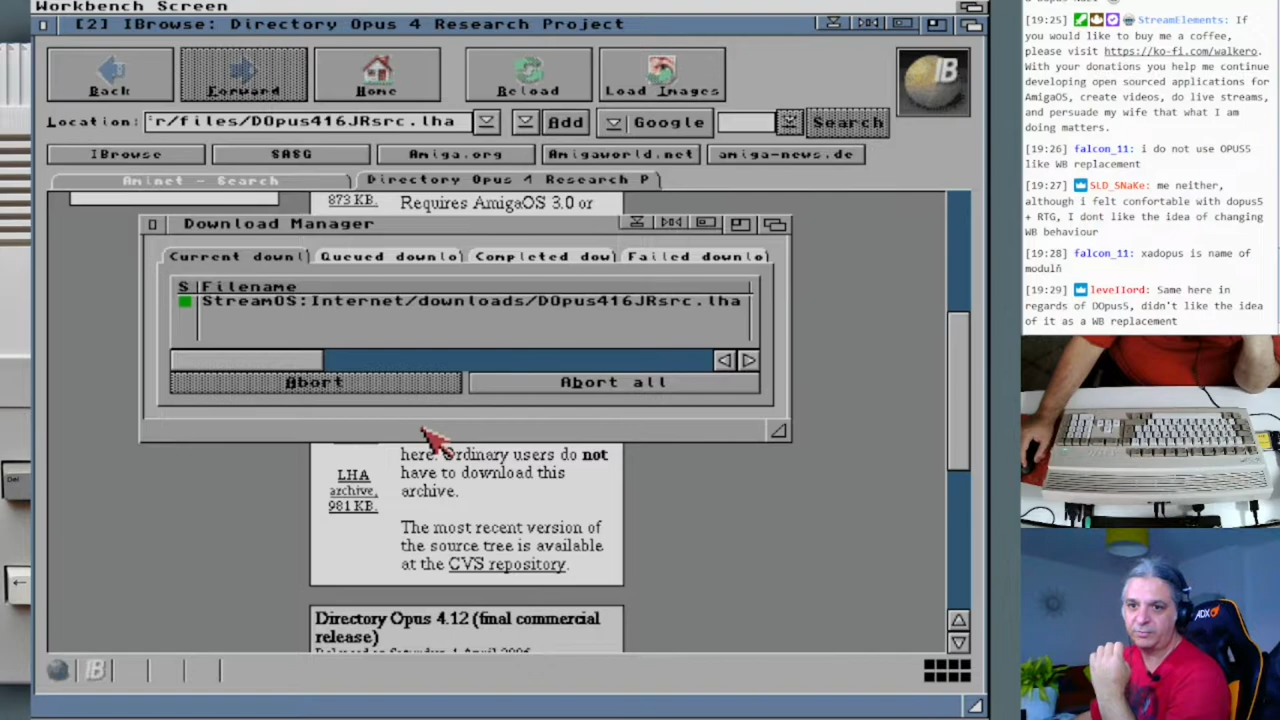 Workbench Screen
[2] IBrowse: Directory Opus 4 Research Project
Back
Forward
Home
Reload
Load Images
IB
Location:
r/files/DOpus416JRsrc.lha
Add
Google
Search
IBrowse
SASG
Amiga.org
Amigaworld.net
amiga-news.de
Aminet - Search
Directory Opus 4 Research P
873 KB.
Requires AmigaOS 3.0 or
Download Manager
Current downl
Queued downlo
Completed dow
Failed downlo
S Filename
StreamOS:Internet/downloads/DOpus416JRsrc.lha
Abort
Abort all
here. Ordinary users do not
have to download this
archive.
LHA
archive,
981 KB.
The most recent version of
the source tree is available
at the CVS repository.
Directory Opus 4.12 (final commercial
release)
IB
[19:25] StreamElements: If
you would like to buy me a coffee,
please visit https://ko-fi.com/walkero.
With your donations you help me continue
developing open sourced applications for
AmigaOS, create videos, do live streams,
and persuade my wife that what I am
doing matters.
[19:26] falcon_11: i do not use OPUS5
like WB replacement
[19:27] SLD_SNaKe: me neither,
although i felt confortable with dopus5
+ RTG, I dont like the idea of changing
WB behaviour
[19:28] falcon_11: xadopus is name of
modulň
[19:29] levellord: Same here in
regards of DOpus5, didn't like the idea
of it as a WB replacement
Del
ADX